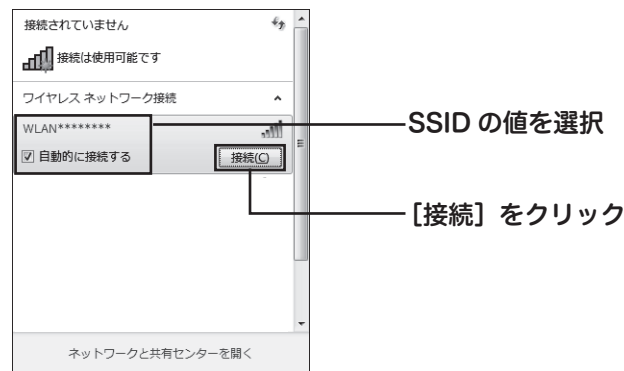 接続されていません
接続は使用可能です
ワイヤレス ネットワーク接続
WLAN********
自動的に接続する
接続(C)
ネットワークと共有センターを開く
SSID の値を選択
［接続］をクリック